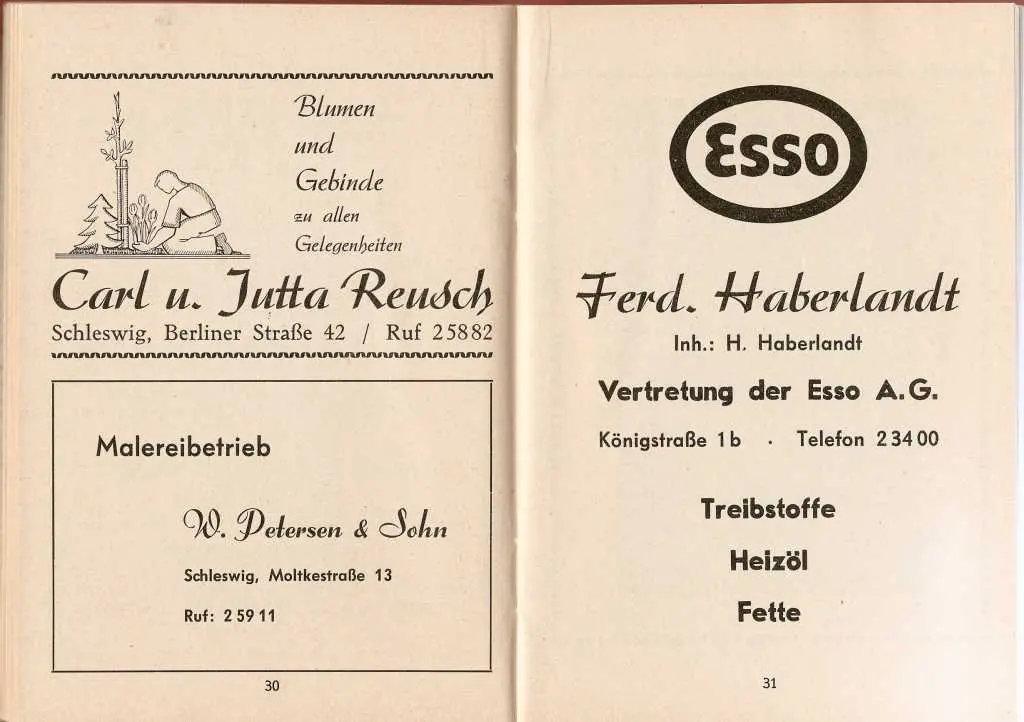 Blumen
und
Gebinde
zu allen
Gelegenheiten
Carl u. Jutta Reusch
Schleswig, Berliner Straße 42 / Ruf 25882
Malereibetrieb
W. Petersen & Sohn
Schleswig, Moltkestraße 13
Ruf: 25911
30
Esso
Ferd. Haberlandt
Inh.: H. Haberlandt
Vertretung der Esso A.G.
Königstraße 1b · Telefon 23400
Treibstoffe
Heizöl
Fette
31